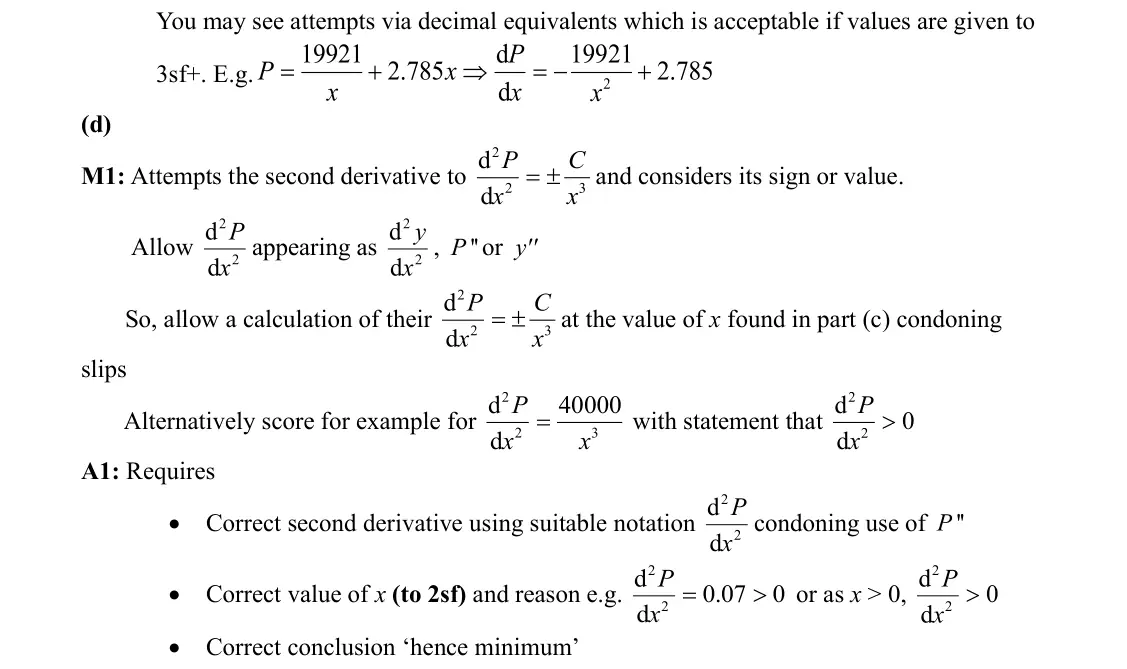 You may see attempts via decimal equivalents which is acceptable if values are given to
3sf+. E.g. P = 19921/x + 2.785x ⇒ dP/dx = −19921/x² + 2.785
(d)
M1: Attempts the second derivative to d²P/dx² = ± C/x³ and considers its sign or value.
Allow d²P/dx² appearing as d²y/dx² , P " or y′′
So, allow a calculation of their d²P/dx² = ± C/x³ at the value of x found in part (c) condoning
slips
Alternatively score for example for d²P/dx² = 40000/x³ with statement that d²P/dx² > 0
A1: Requires
• Correct second derivative using suitable notation d²P/dx² condoning use of P "
• Correct value of x (to 2sf) and reason e.g. d²P/dx² = 0.07 > 0 or as x > 0, d²P/dx² > 0
• Correct conclusion ‘hence minimum’